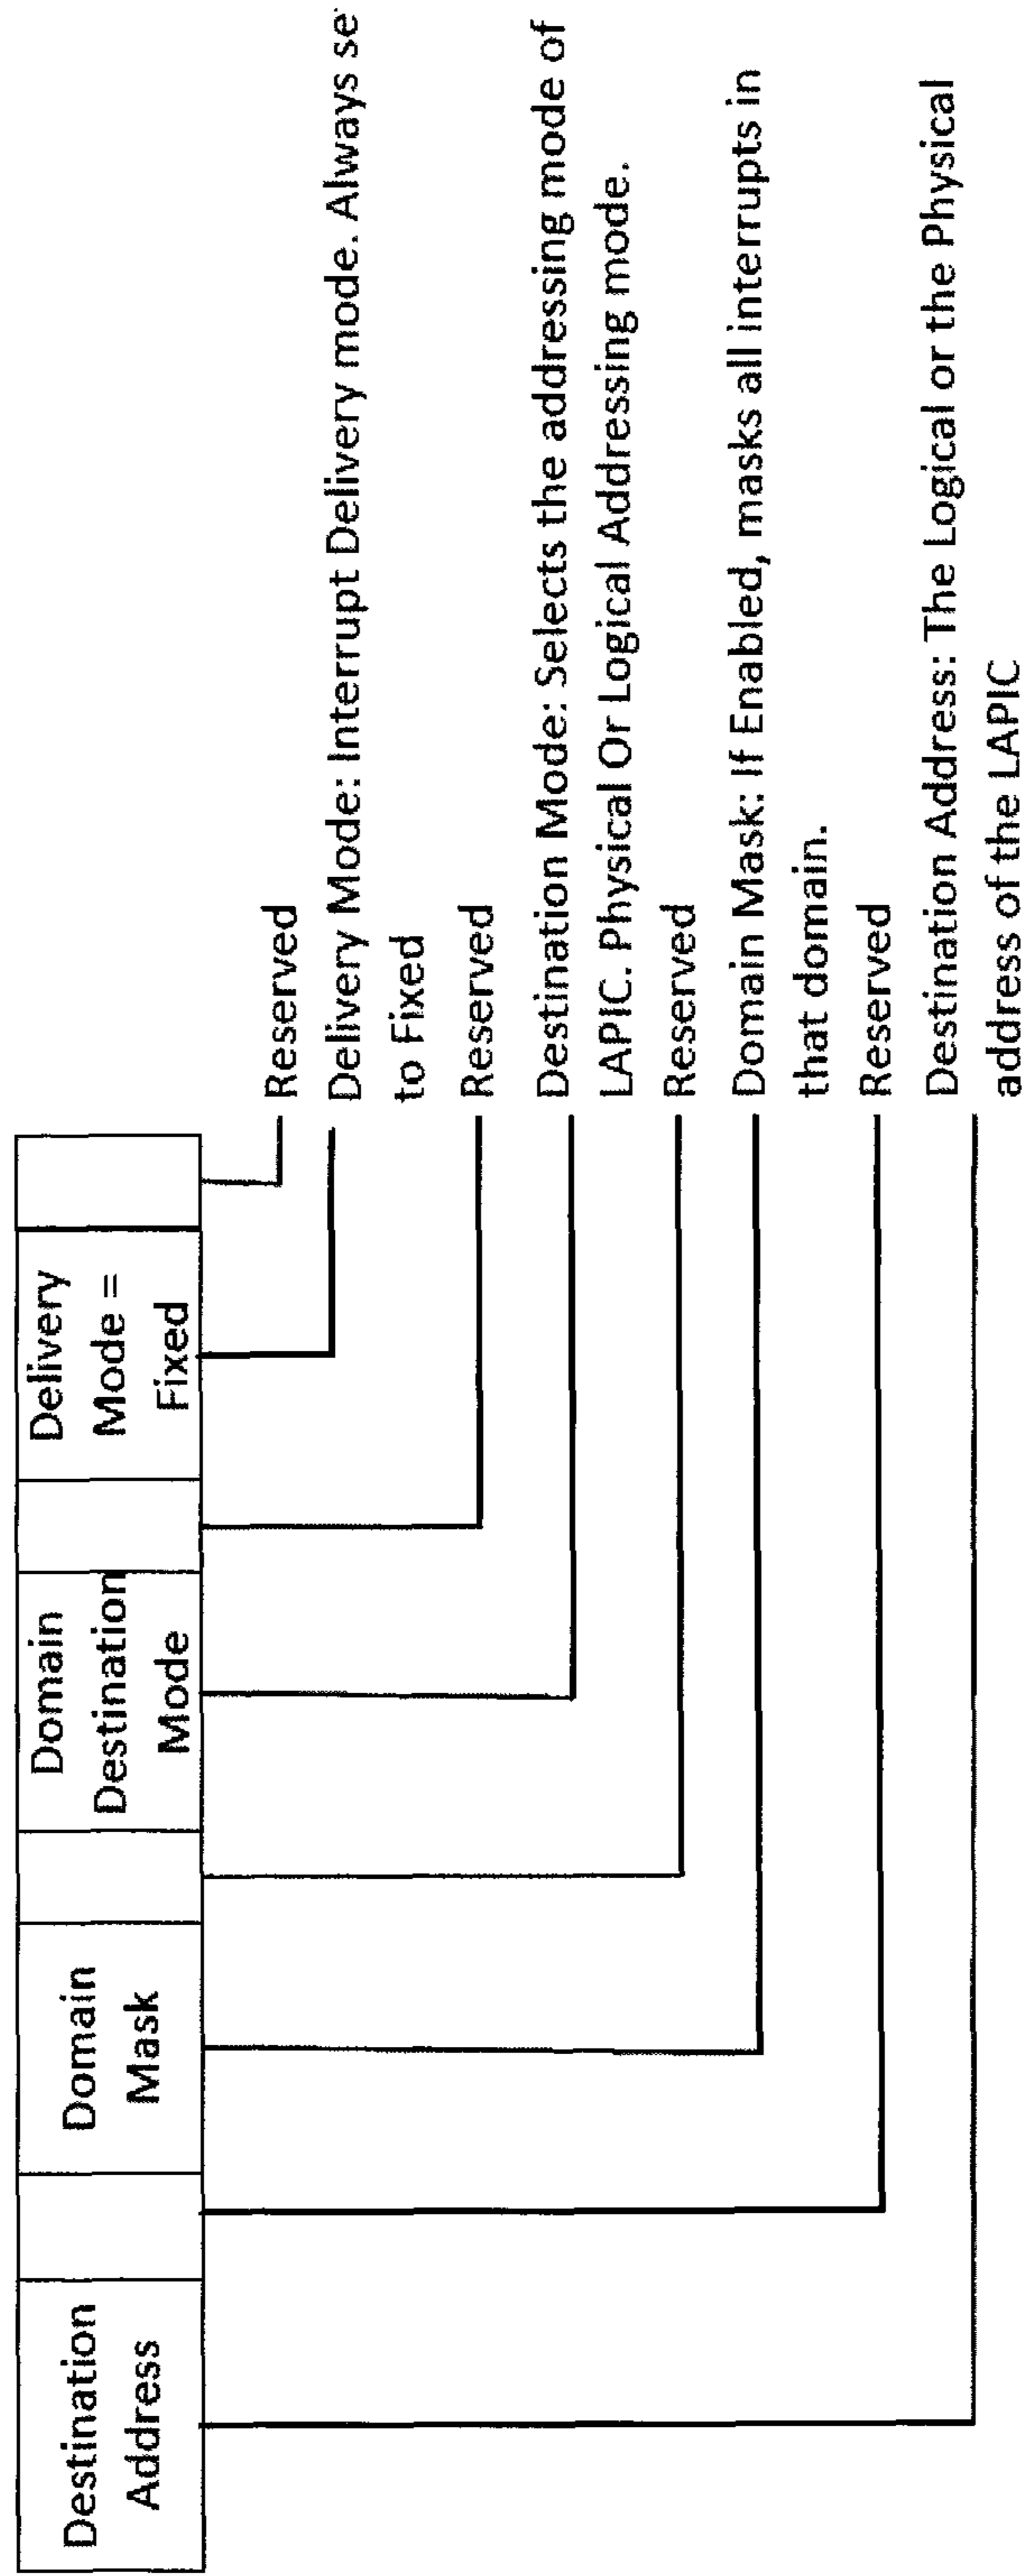 Destination
Address
Domain
Mask
Domain
Destination
Mode
Delivery
Mode =
Fixed
Reserved
Delivery Mode: Interrupt Delivery mode. Always se
to Fixed
Reserved
Destination Mode: Selects the addressing mode of
LAPIC. Physical Or Logical Addressing mode.
Reserved
Domain Mask: If Enabled, masks all interrupts in
that domain.
Reserved
Destination Address: The Logical or the Physical
address of the LAPIC